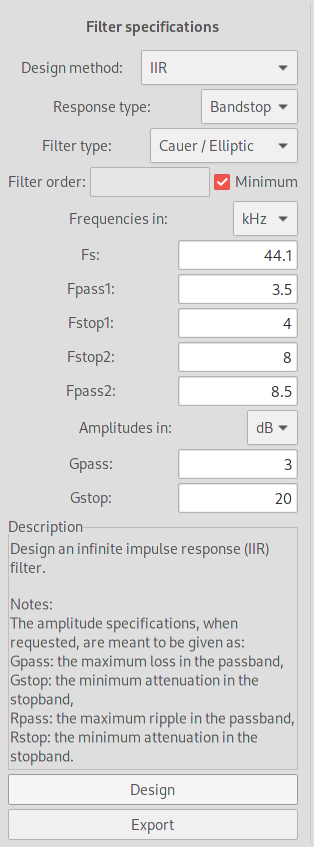 Filter specifications
Design method: IIR
Response type: Bandstop
Filter type: Cauer / Elliptic
Filter order: Minimum
Frequencies in: kHz
Fs: 44.1
Fpass1: 3.5
Fstop1: 4
Fstop2: 8
Fpass2: 8.5
Amplitudes in: dB
Gpass: 3
Gstop: 20
Description
Design an infinite impulse response (IIR)
filter.
Notes:
The amplitude specifications, when
requested, are meant to be given as:
Gpass: the maximum loss in the passband,
Gstop: the minimum attenuation in the
stopband,
Rpass: the maximum ripple in the passband,
Rstop: the minimum attenuation in the
stopband.
Design
Export